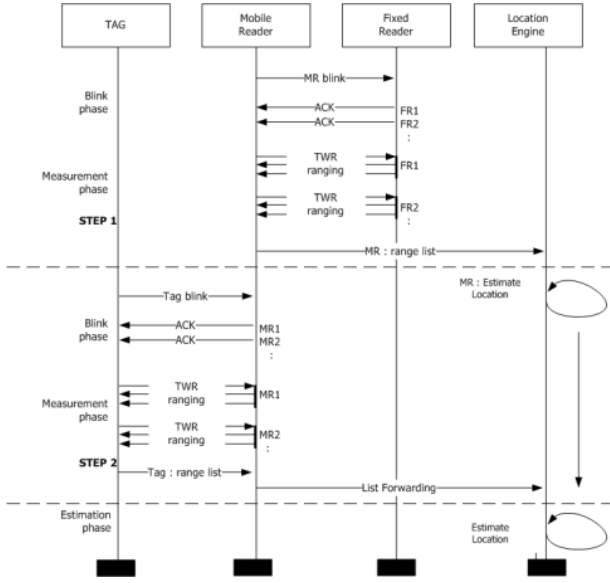 TAG
Mobile
Reader
Fixed
Reader
Location
Engine
MR blink
Blink
phase
ACK
FR1
ACK
FR2
:
TWR
ranging
FR1
Measurement
phase
TWR
ranging
FR2
:
STEP 1
MR : range list
MR : Estimate
Location
Tag blink
Blink
phase
ACK
MR1
ACK
MR2
:
TWR
ranging
MR1
Measurement
phase
TWR
ranging
MR2
:
STEP 2
Tag : range list
List Forwarding
Estimation
phase
Estimate
Location